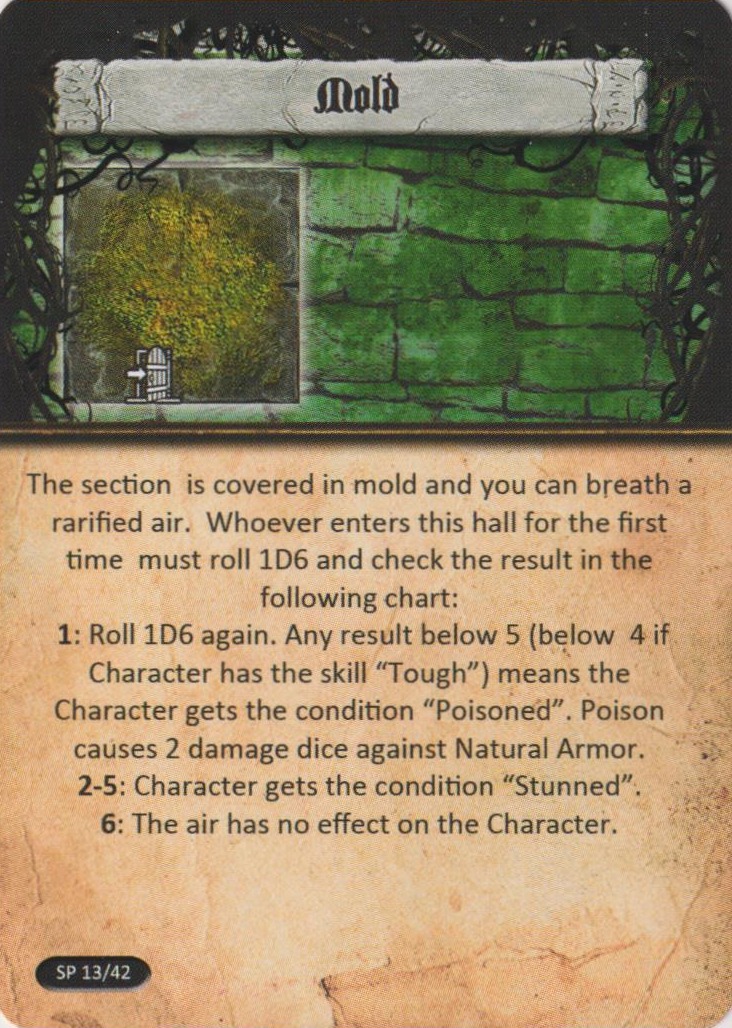 Mold
The section  is covered in mold and you can breath a
rarified air.  Whoever enters this hall for the first
time  must roll 1D6 and check the result in the
following chart:
1: Roll 1D6 again. Any result below 5 (below  4 if
Character has the skill “Tough”) means the
Character gets the condition “Poisoned”. Poison
causes 2 damage dice against Natural Armor.
2-5: Character gets the condition “Stunned”.
6: The air has no effect on the Character.
SP 13/42